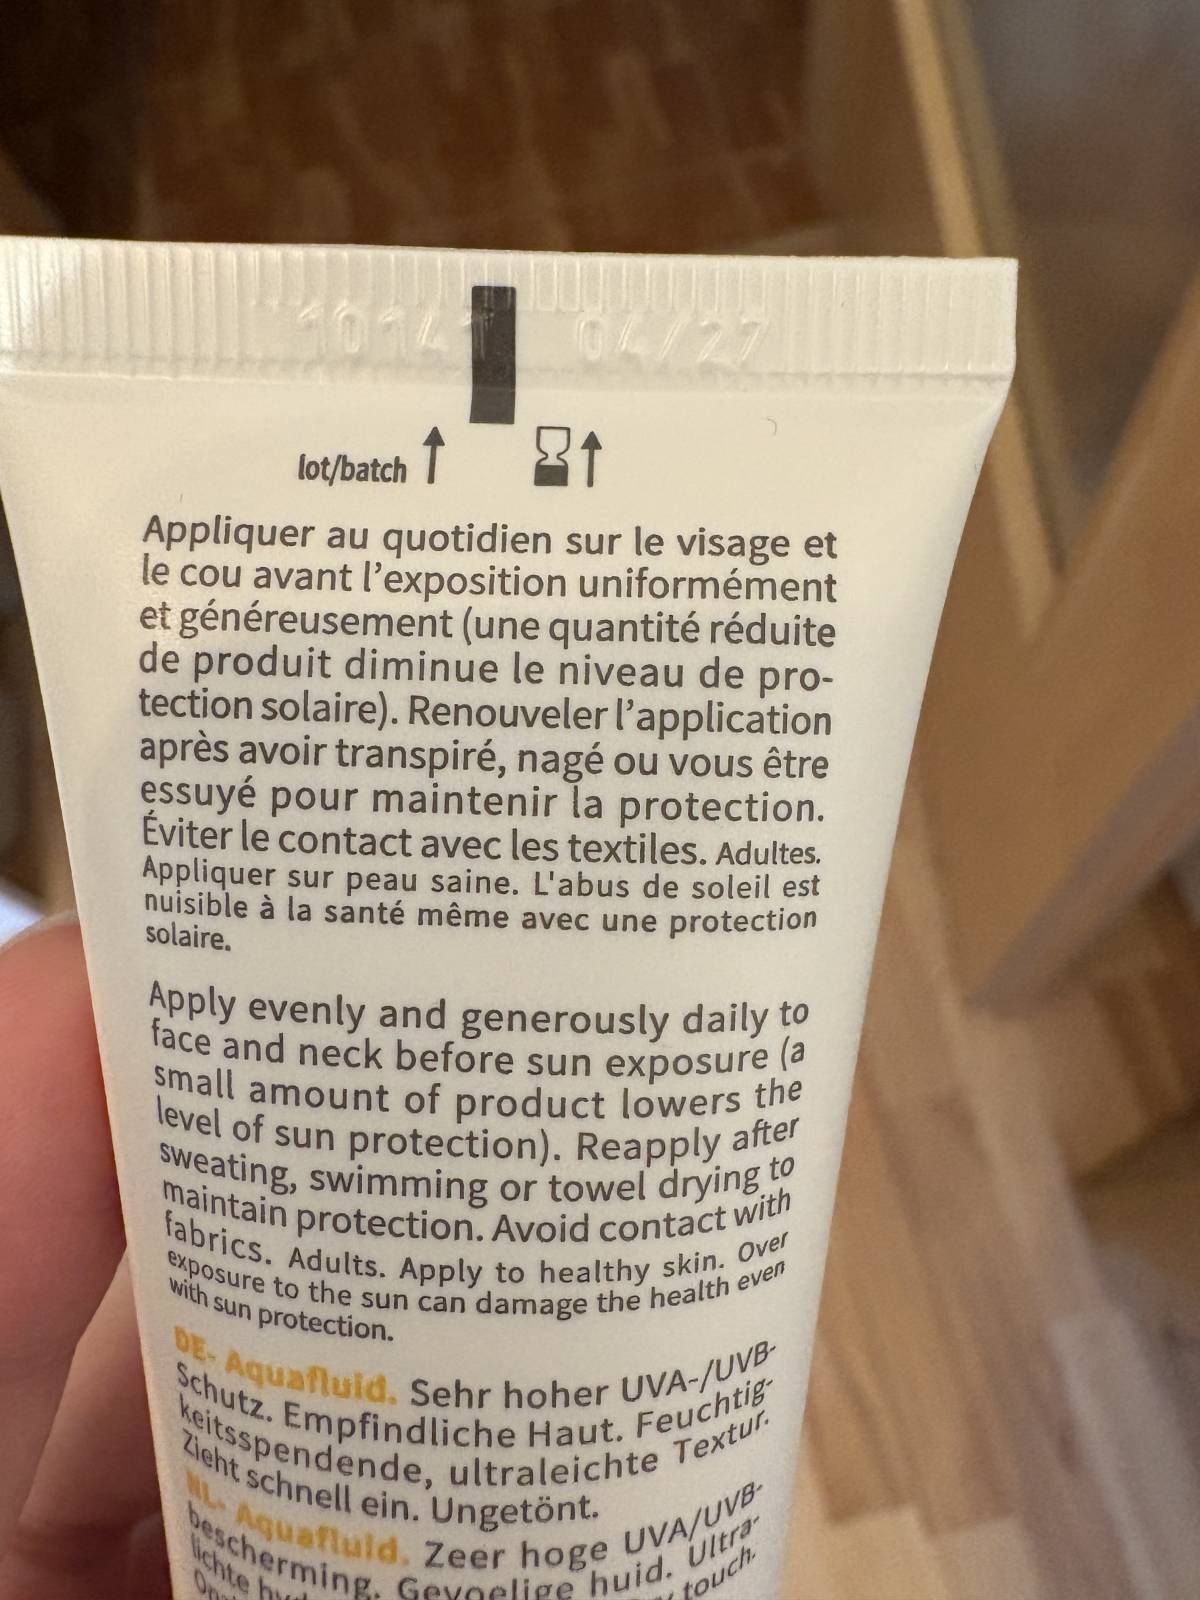 10141 04/27
lot/batch
Appliquer au quotidien sur le visage et
le cou avant l’exposition uniformément
et généreusement (une quantité réduite
de produit diminue le niveau de pro-
tection solaire). Renouveler l’application
après avoir transpiré, nagé ou vous être
essuyé pour maintenir la protection.
Éviter le contact avec les textiles. Adultes.
Appliquer sur peau saine. L'abus de soleil est
nuisible à la santé même avec une protection
solaire.
Apply evenly and generously daily to
face and neck before sun exposure (a
small amount of product lowers the
level of sun protection). Reapply after
sweating, swimming or towel drying to
maintain protection. Avoid contact with
fabrics. Adults. Apply to healthy skin. Over
exposure to the sun can damage the health even
with sun protection.
DE- Aquafluid. Sehr hoher UVA-/UVB-
Schutz. Empfindliche Haut. Feuchtig-
keitsspendende, ultraleichte Textur.
Zieht schnell ein. Ungetönt.
NL- Aquafluid. Zeer hoge UVA/UVB-
bescherming. Gevoelige huid. Ultra-
lichte
touch.